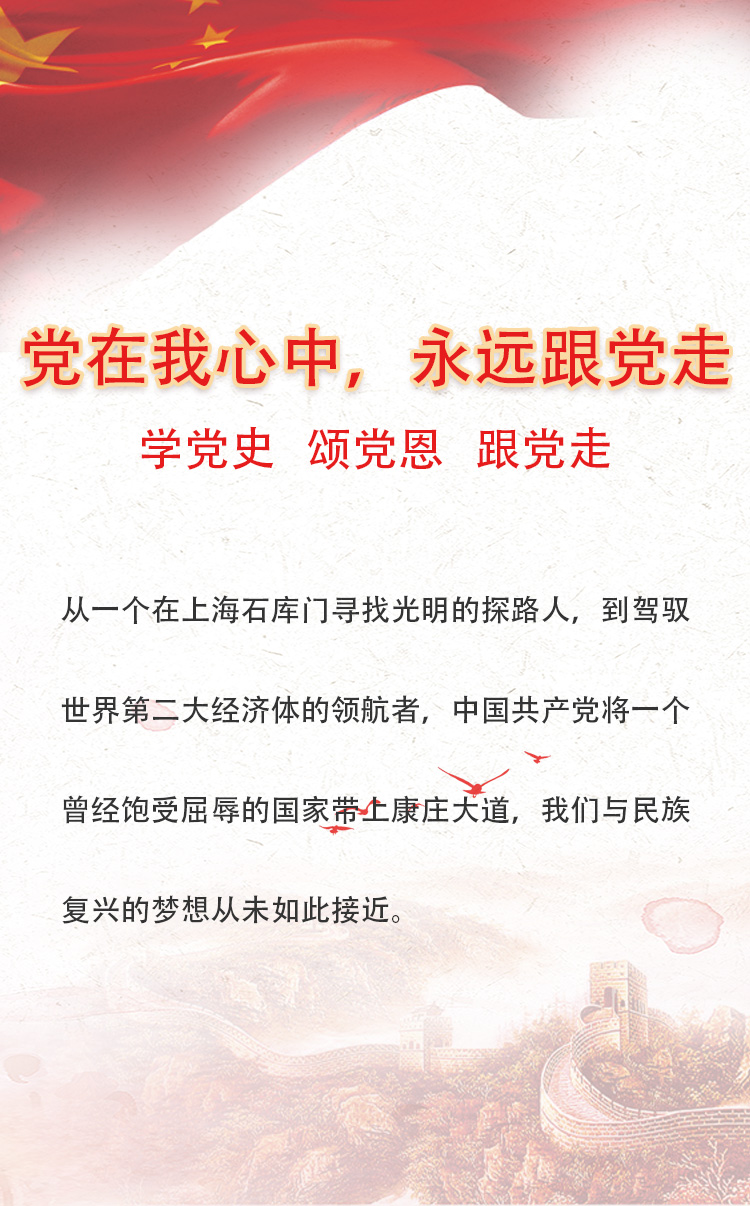 党在我心中，永远跟党走
学党史 颂党恩 跟党走
从一个在上海石库门寻找光明的探路人，到驾驭
世界第二大经济体的领航者，中国共产党将一个
曾经饱受屈辱的国家带上康庄大道，我们与民族
复兴的梦想从未如此接近。